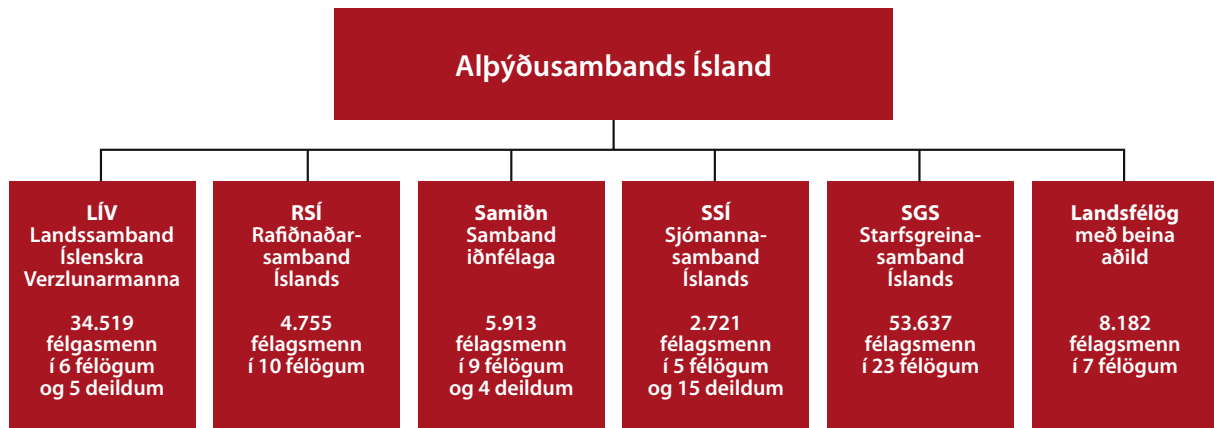 Alþýðusambands Ísland
LÍV
Landssamband
Íslenskra
Verzlunarmanna
34.519
félgasmenn
í 6 félögum
og 5 deildum
RSÍ
Rafiðnaðar-
samband
Íslands
4.755
félagsmenn
í 10 félögum
Samiðn
Samband
iðnfélaga
5.913
félagsmenn
í 9 félögum
og 4 deildum
SSÍ
Sjómanna-
samband
Íslands
2.721
félagsmenn
í 5 félögum
og 15 deildum
SGS
Starfsgreina-
samband
Íslands
53.637
félagsmenn
í 23 félögum
Landsfélög
með beina
aðild
8.182
félagsmenn
í 7 félögum